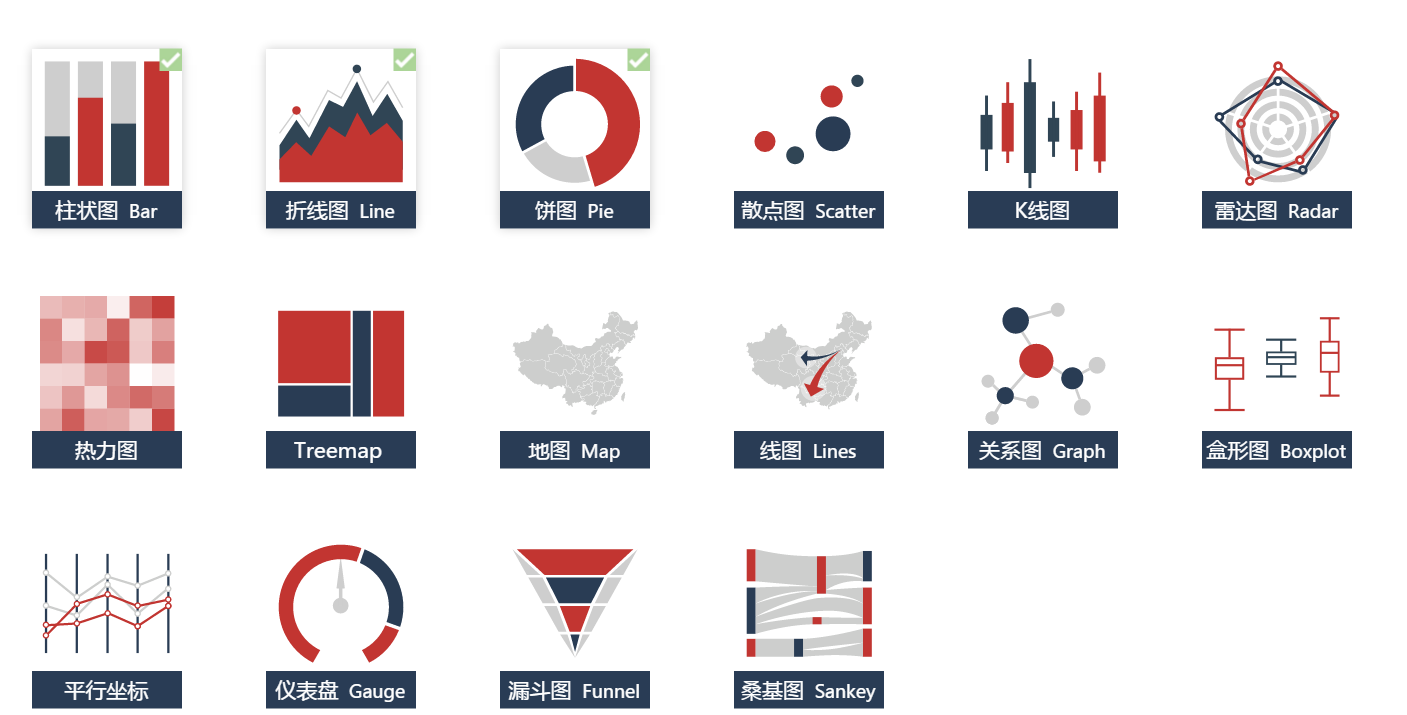 柱状图 Bar
折线图 Line
饼图 Pie
散点图 Scatter
K线图
雷达图 Radar
热力图
Treemap
地图 Map
线图 Lines
关系图 Graph
盒形图 Boxplot
平行坐标
仪表盘 Gauge
漏斗图 Funnel
桑基图 Sankey